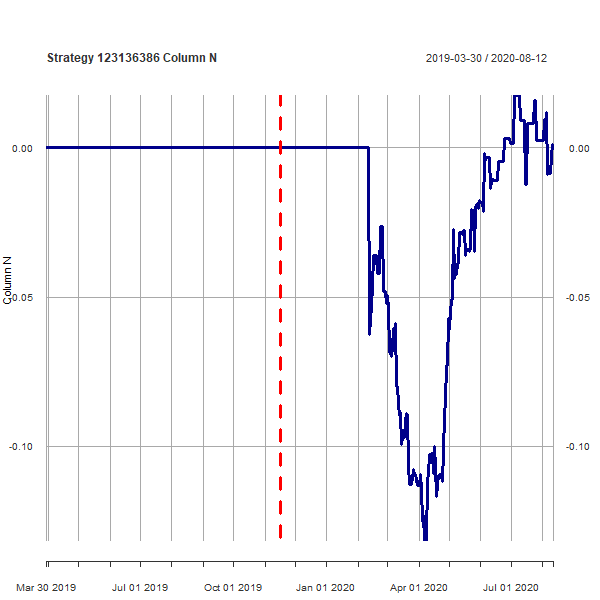 Strategy 123136386 Column N
2019-03-30 / 2020-08-12
0.00
0.00
Column N
-0.05
-0.05
-0.10
-0.10
Mar 30 2019
Jul 01 2019
Oct 01 2019
Jan 01 2020
Apr 01 2020
Jul 01 2020